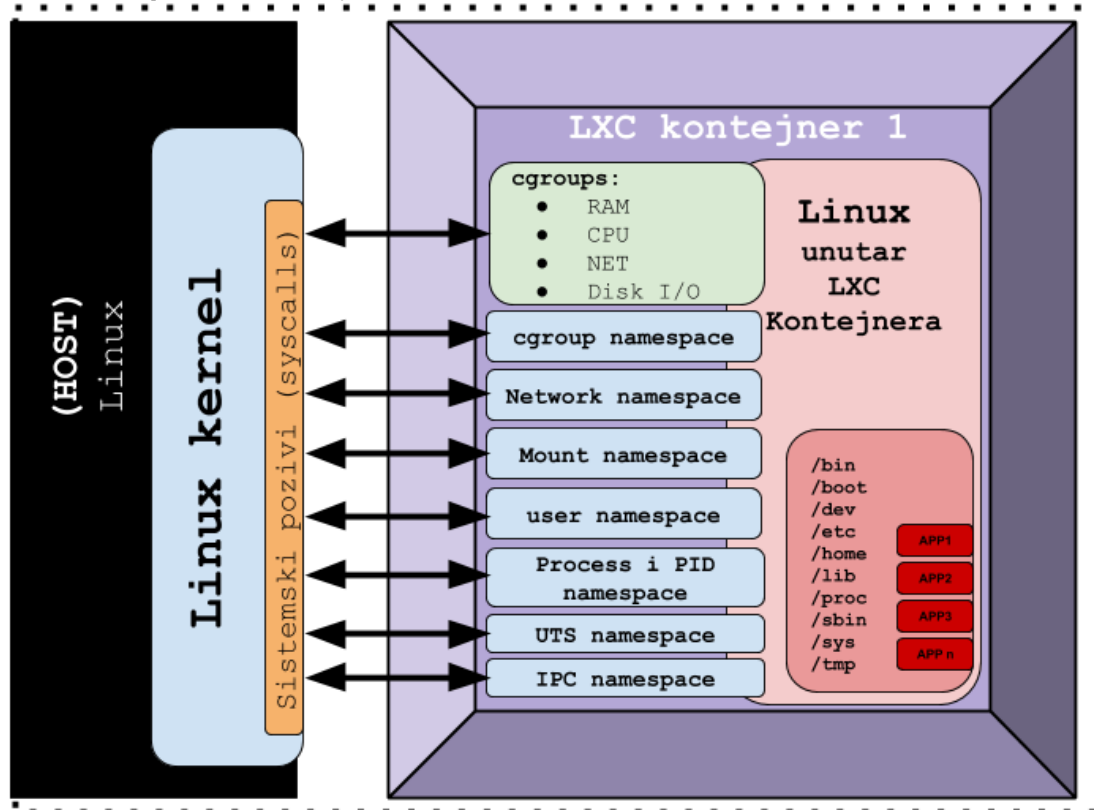 (HOST)
Linux
Linux kernel
Sistemski pozivi (syscalls)
LXC kontejner 1
cgroups:
● RAM
● CPU
● NET
● Disk I/O
cgroup namespace
Network namespace
Mount namespace
user namespace
Process i PID
namespace
UTS namespace
IPC namespace
Linux
unutar
LXC
Kontejnera
/bin
/boot
/dev
/etc
/home
/lib
/proc
/sbin
/sys
/tmp
APP1
APP2
APP3
APP n